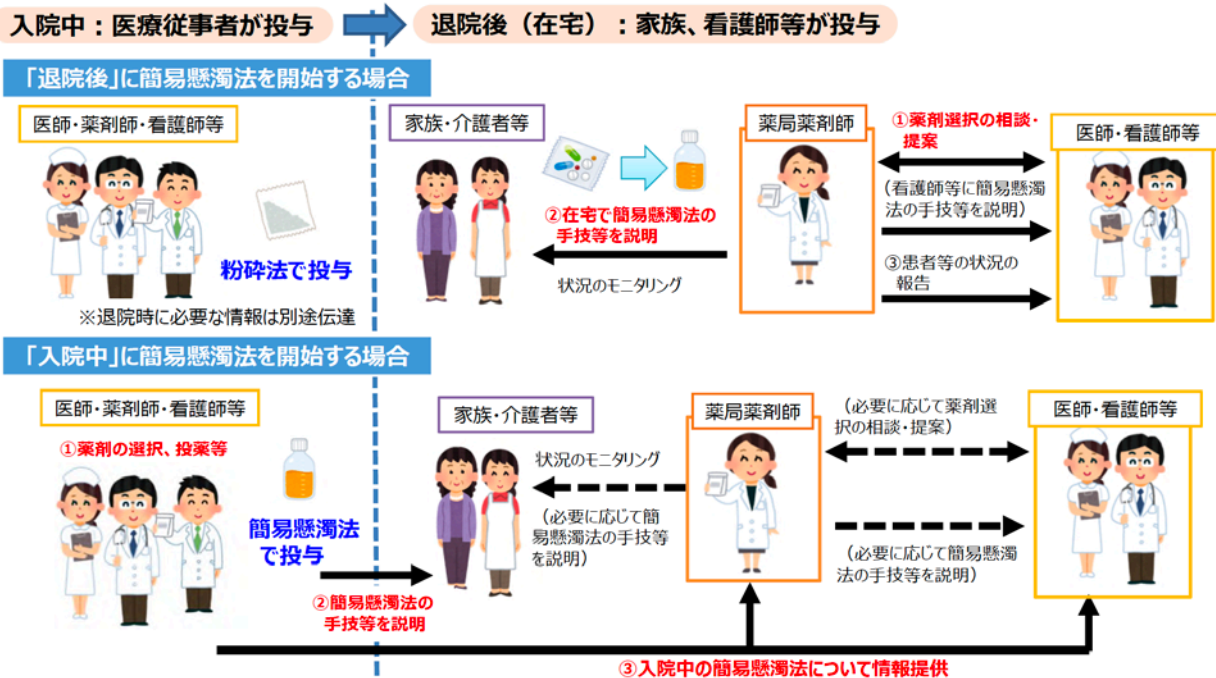 入院中：医療従事者が投与
退院後（在宅）：家族、看護師等が投与
「退院後」に簡易懸濁法を開始する場合
医師・薬剤師・看護師等
粉砕法で投与
※退院時に必要な情報は別途伝達
家族・介護者等
②在宅で簡易懸濁法の
手技等を説明
状況のモニタリング
薬局薬剤師
①薬剤選択の相談・
提案
（看護師等に簡易懸濁
法の手技等を説明）
③患者等の状況の
報告
医師・看護師等
「入院中」に簡易懸濁法を開始する場合
医師・薬剤師・看護師等
①薬剤の選択、投薬等
簡易懸濁法
で投与
②簡易懸濁法の
手技等を説明
家族・介護者等
状況のモニタリング
（必要に応じて簡
易懸濁法の手技等
を説明）
薬局薬剤師
（必要に応じて薬剤選
択の相談・提案）
（必要に応じて簡易懸濁
法の手技等を説明）
医師・看護師等
③入院中の簡易懸濁法について情報提供